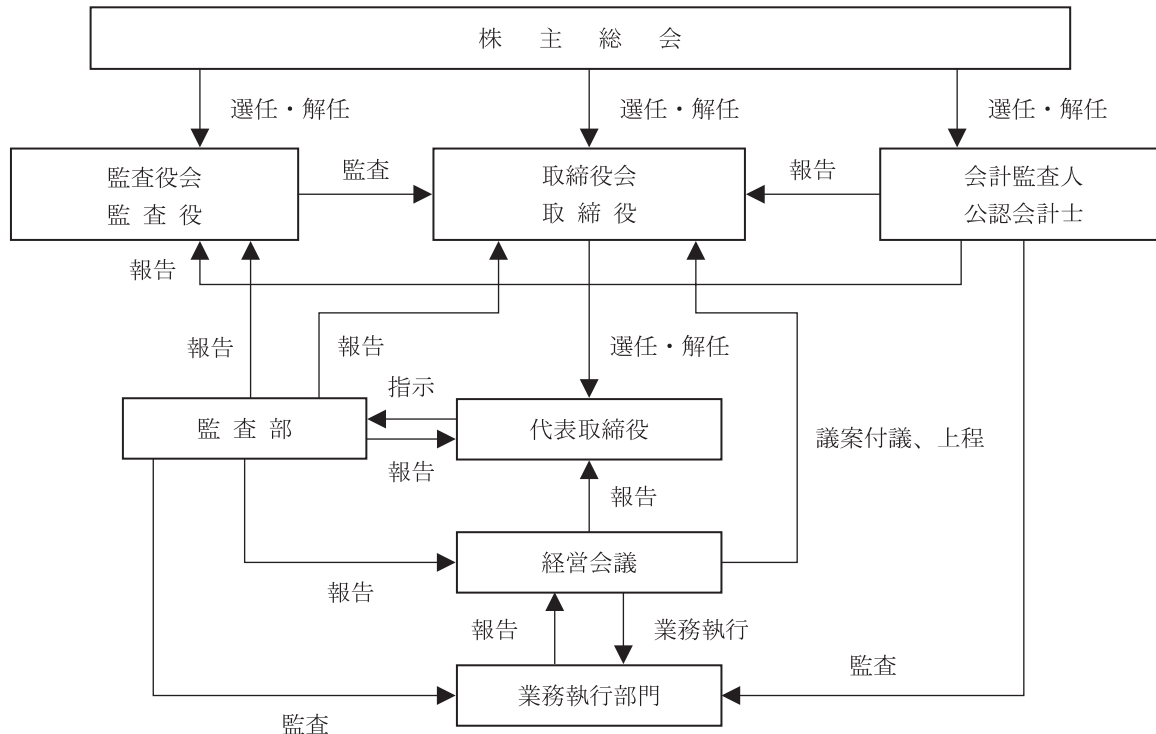 株 主 総 会
選任・解任
選任・解任
選任・解任
監査役会
監 査 役
監査
取締役会
取 締 役
報告
会計監査人
公認会計士
報告
報告
報告
選任・解任
指示
監 査 部
代表取締役
議案付議、上程
報告
報告
経営会議
報告
報告
業務執行
監査
業務執行部門
監査